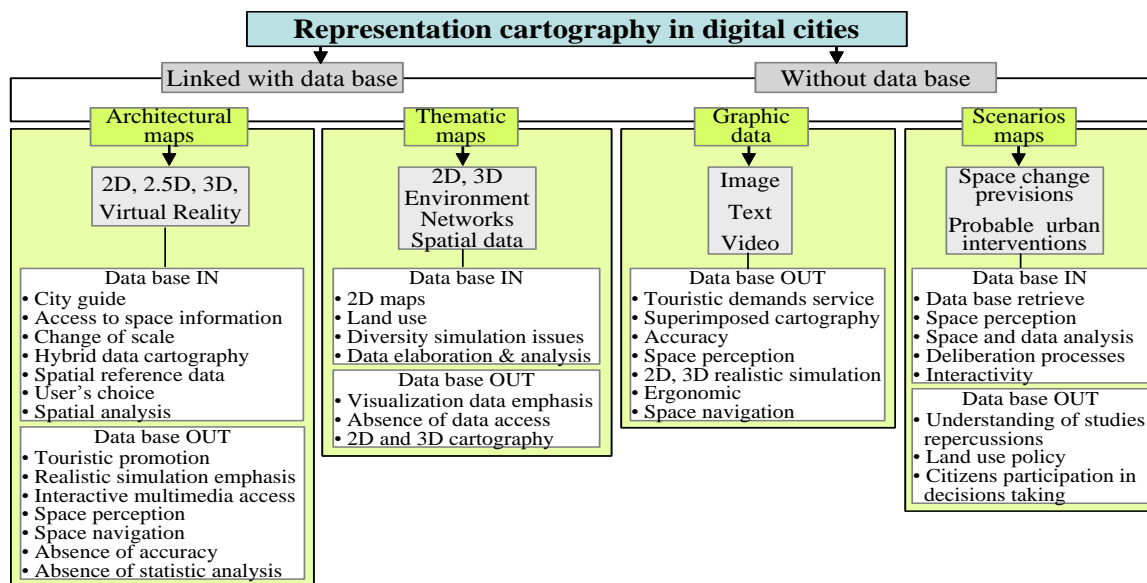 Representation cartography in digital cities
Linked with data base
Without data base
Architectural
maps
2D, 2.5D, 3D,
Virtual Reality
Data base IN
• City guide
• Access to space information
• Change of scale
• Hybrid data cartography
• Spatial reference data
• User's choice
• Spatial analysis
Data base OUT
• Touristic promotion
• Realistic simulation emphasis
• Interactive multimedia access
• Space perception
• Space navigation
• Absence of accuracy
• Absence of statistic analysis
Thematic
maps
2D, 3D
Environment
Networks
Spatial data
Data base IN
• 2D maps
• Land use
• Diversity simulation issues
• Data elaboration & analysis
Data base OUT
• Visualization data emphasis
• Absence of data access
• 2D and 3D cartography
Graphic
data
Image
Text
Video
Data base OUT
• Touristic demands service
• Superimposed cartography
• Accuracy
• Space perception
• 2D, 3D realistic simulation
• Ergonomic
• Space navigation
Scenarios
maps
Space change
previsions
Probable urban
interventions
Data base IN
• Data base retrieve
• Space perception
• Space and data analysis
• Deliberation processes
• Interactivity
Data base OUT
• Understanding of studies
repercussions
• Land use policy
• Citizens participation in
decisions taking